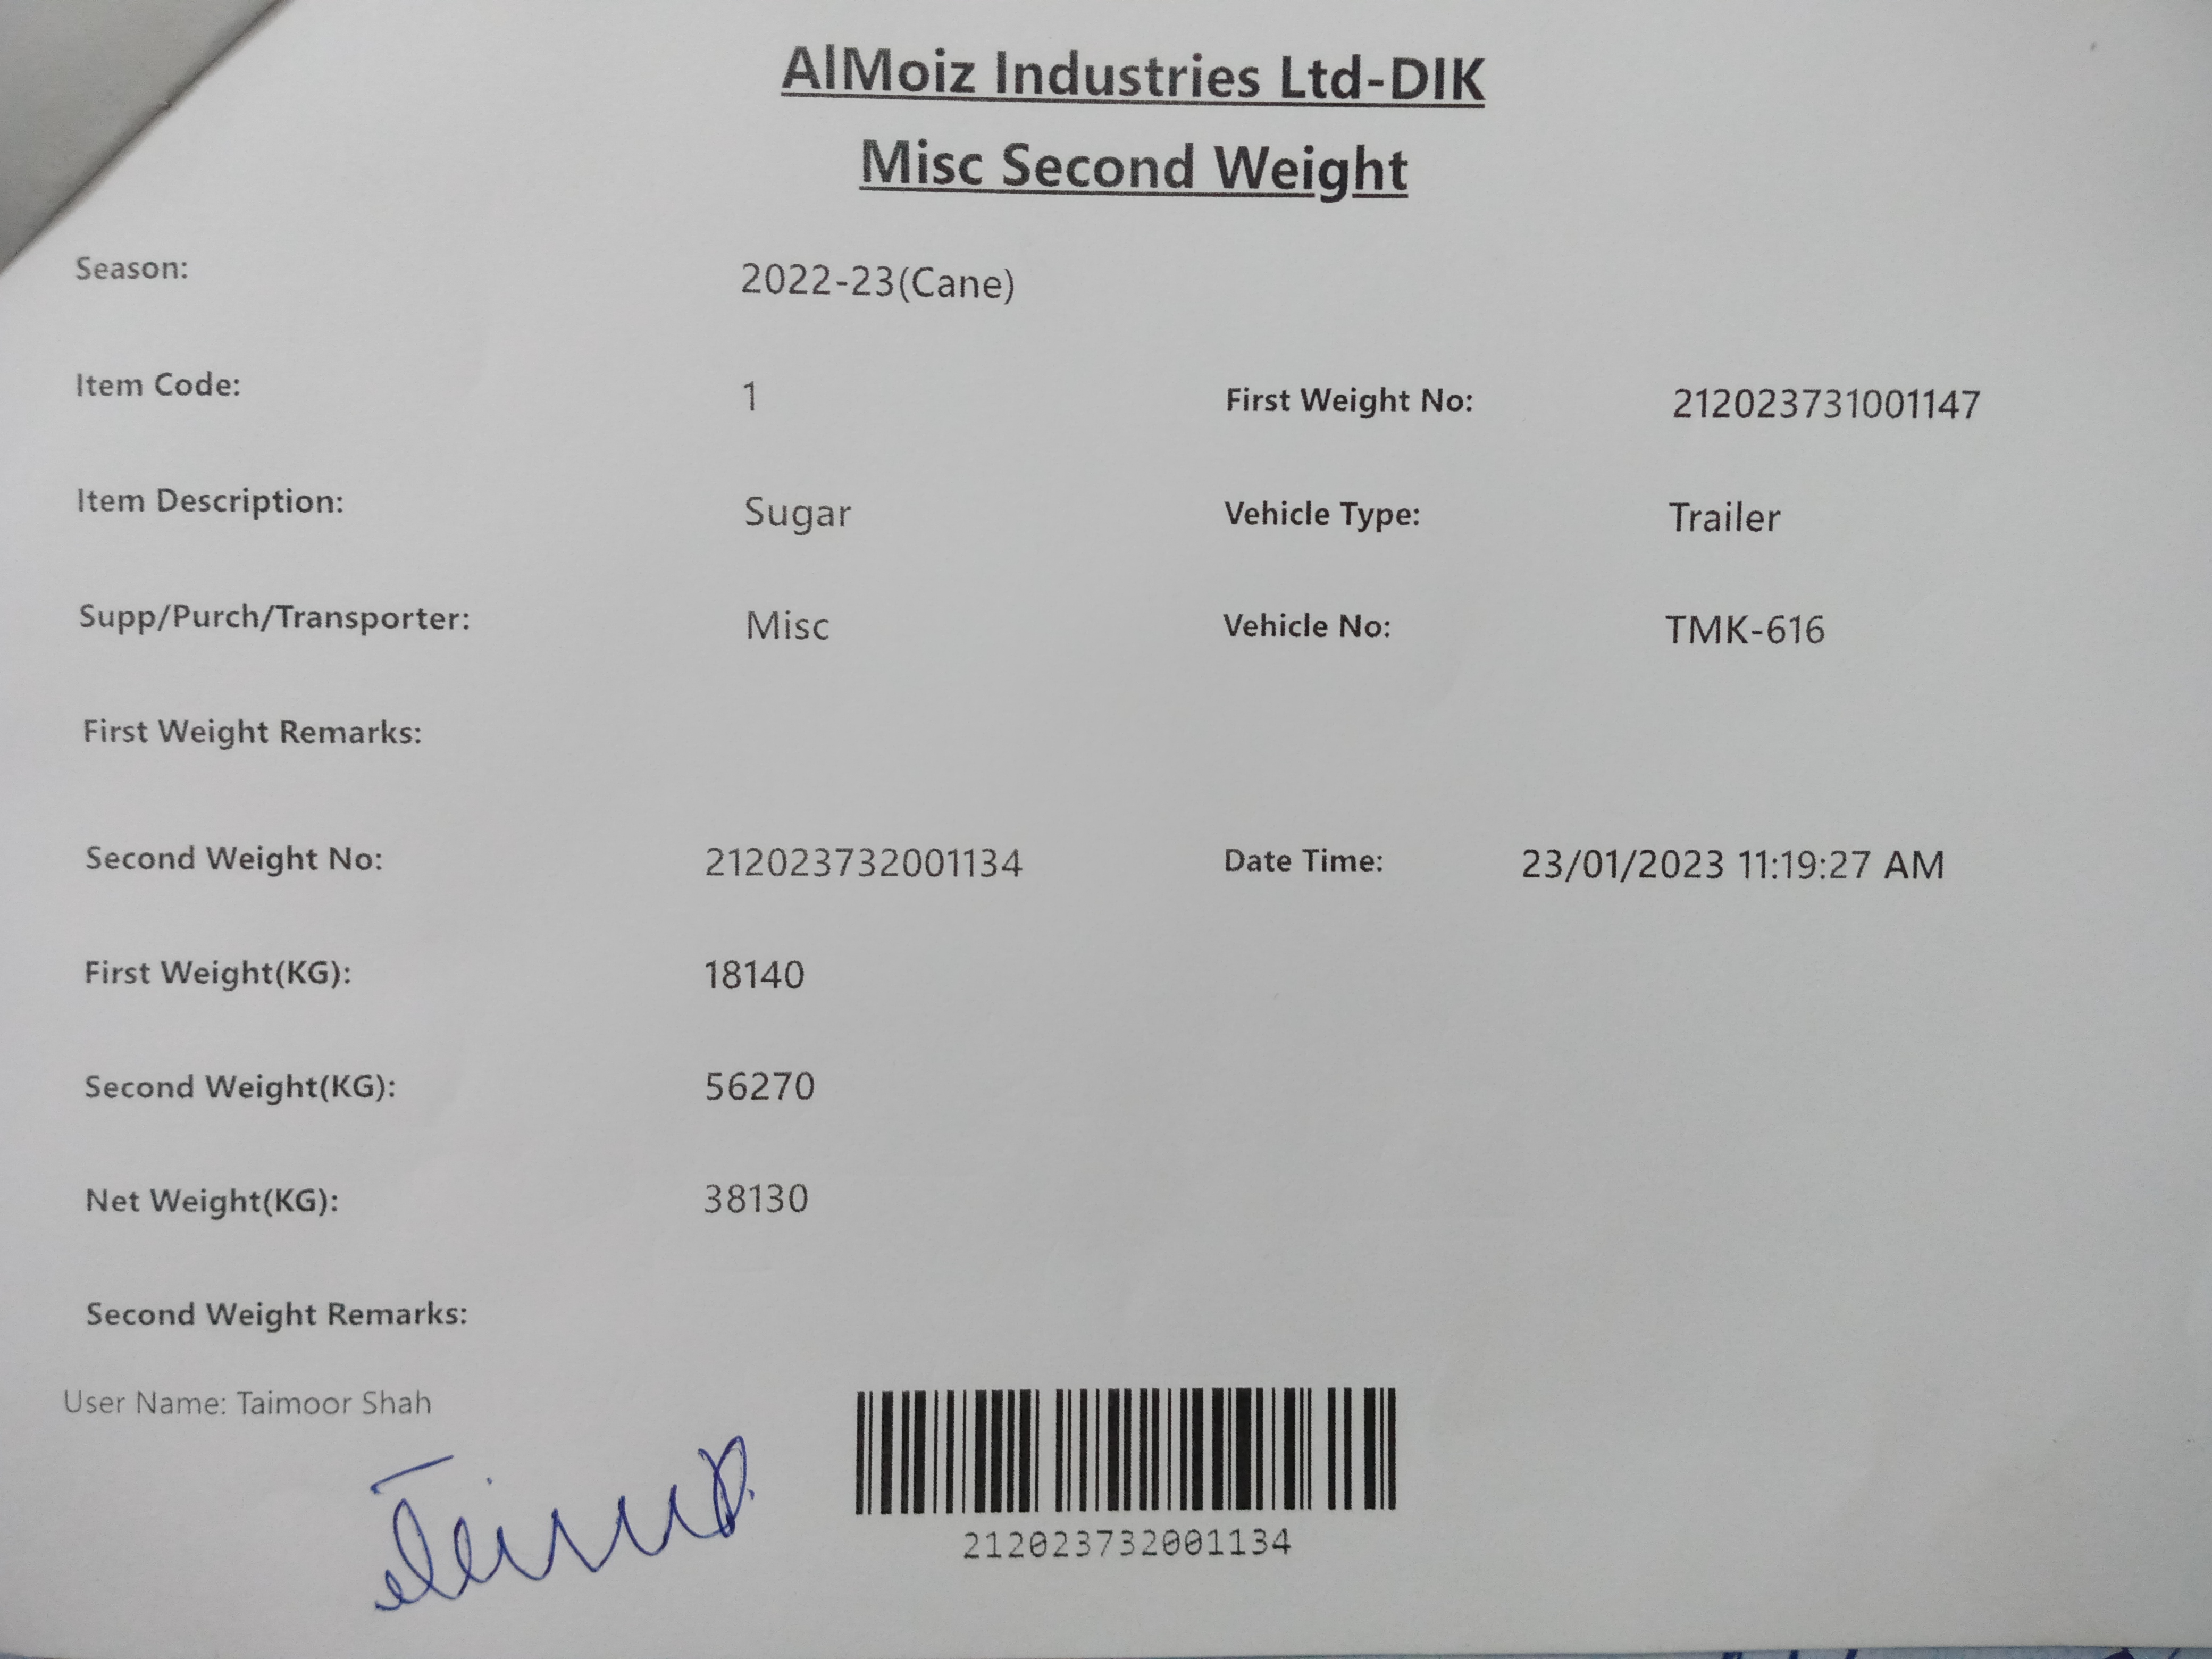 AlMoiz Industries Ltd-DIK
Misc Second Weight
Season: 2022-23(Cane)
Item Code: 1 First Weight No: 212023731001147
Item Description: Sugar Vehicle Type: Trailer
Supp/Purch/Transporter: Misc Vehicle No: TMK-616
First Weight Remarks:
Second Weight No: 212023732001134 Date Time: 23/01/2023 11:19:27 AM
First Weight(KG): 18140
Second Weight(KG): 56270
Net Weight(KG): 38130
Second Weight Remarks:
User Name: Taimoor Shah
212023732001134